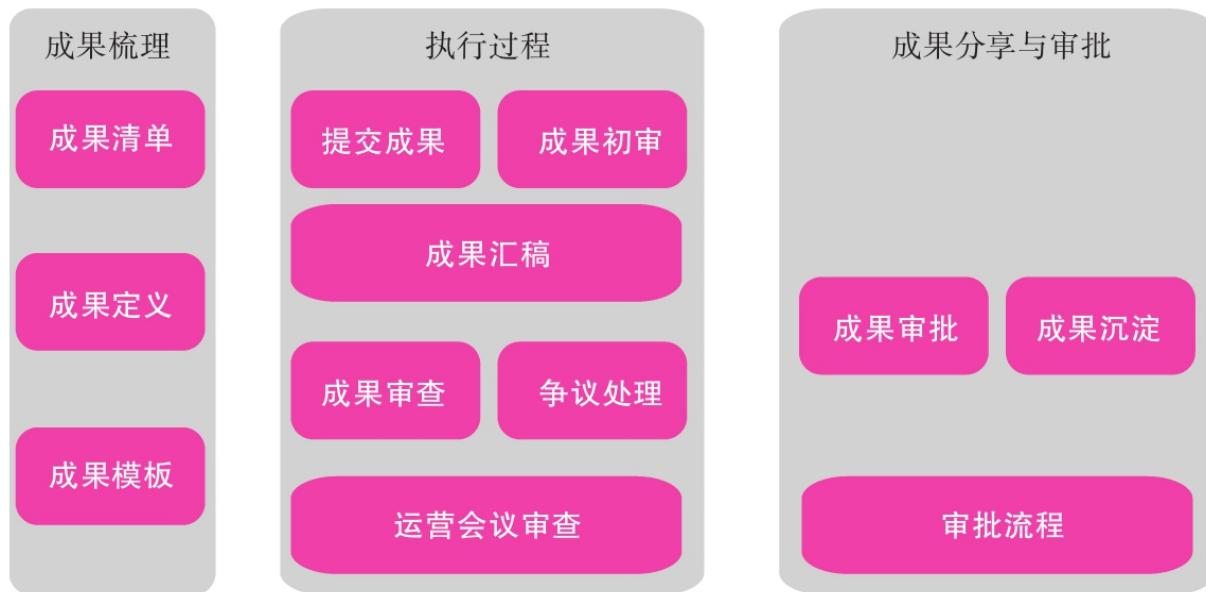 成果梳理
成果清单
成果定义
成果模板
执行过程
提交成果
成果初审
成果汇稿
成果审查
争议处理
运营会议审查
成果分享与审批
成果审批
成果沉淀
审批流程